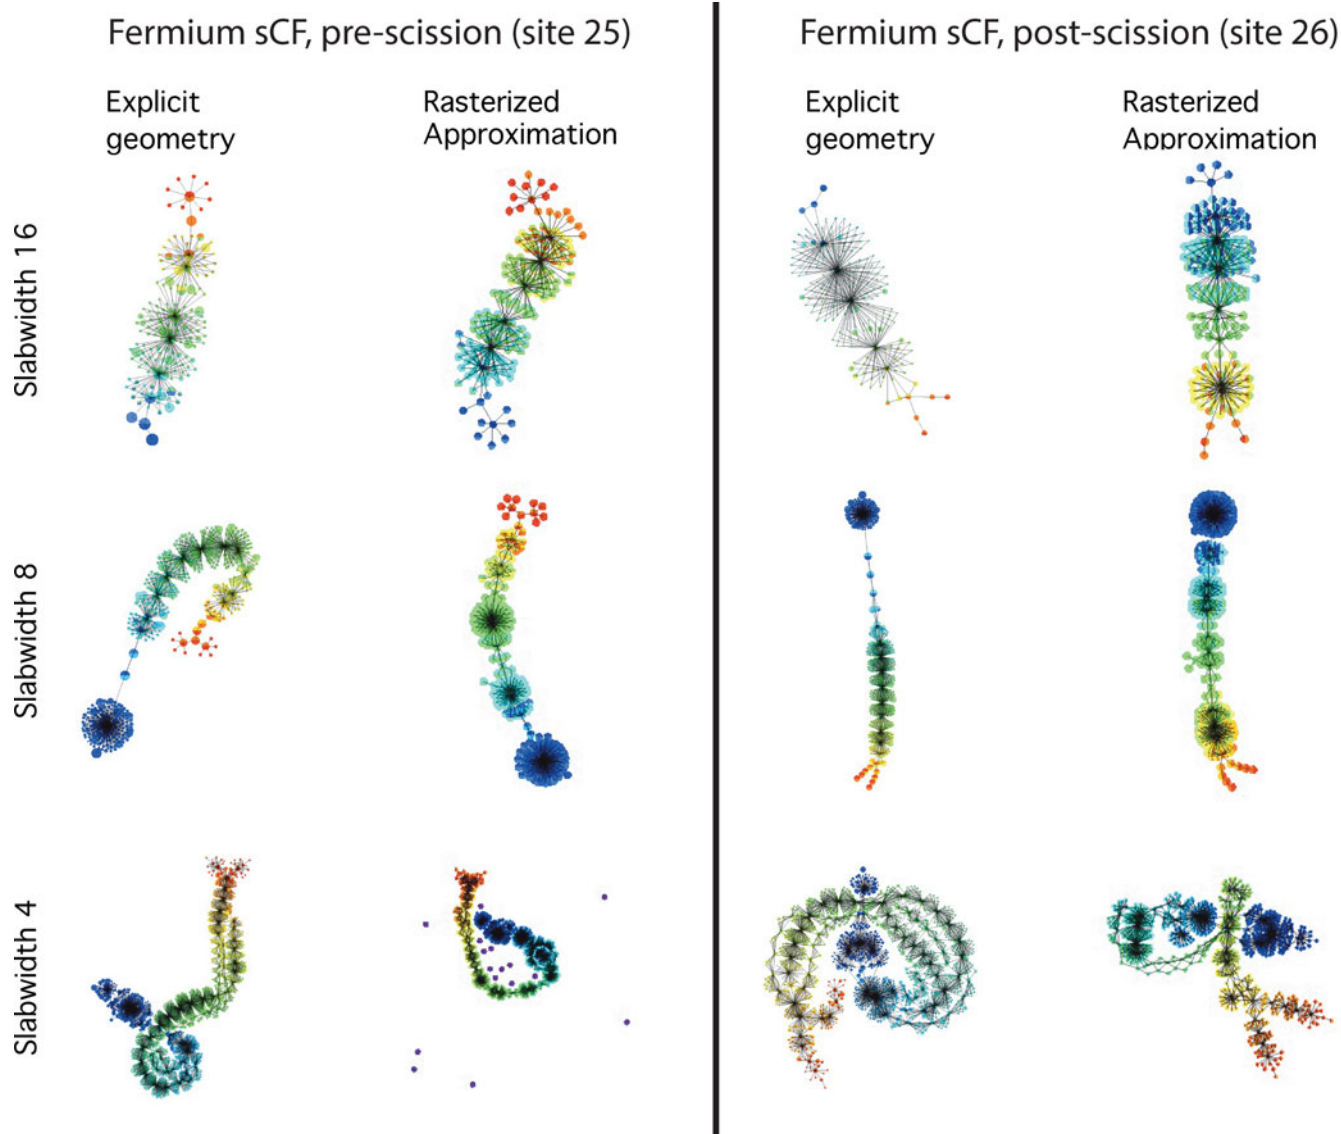 Fermium sCF, pre-scission (site 25)
Fermium sCF, post-scission (site 26)
Explicit
geometry
Rasterized
Approximation
Explicit
geometry
Rasterized
Approximation
Slabwidth 16
Slabwidth 8
Slabwidth 4